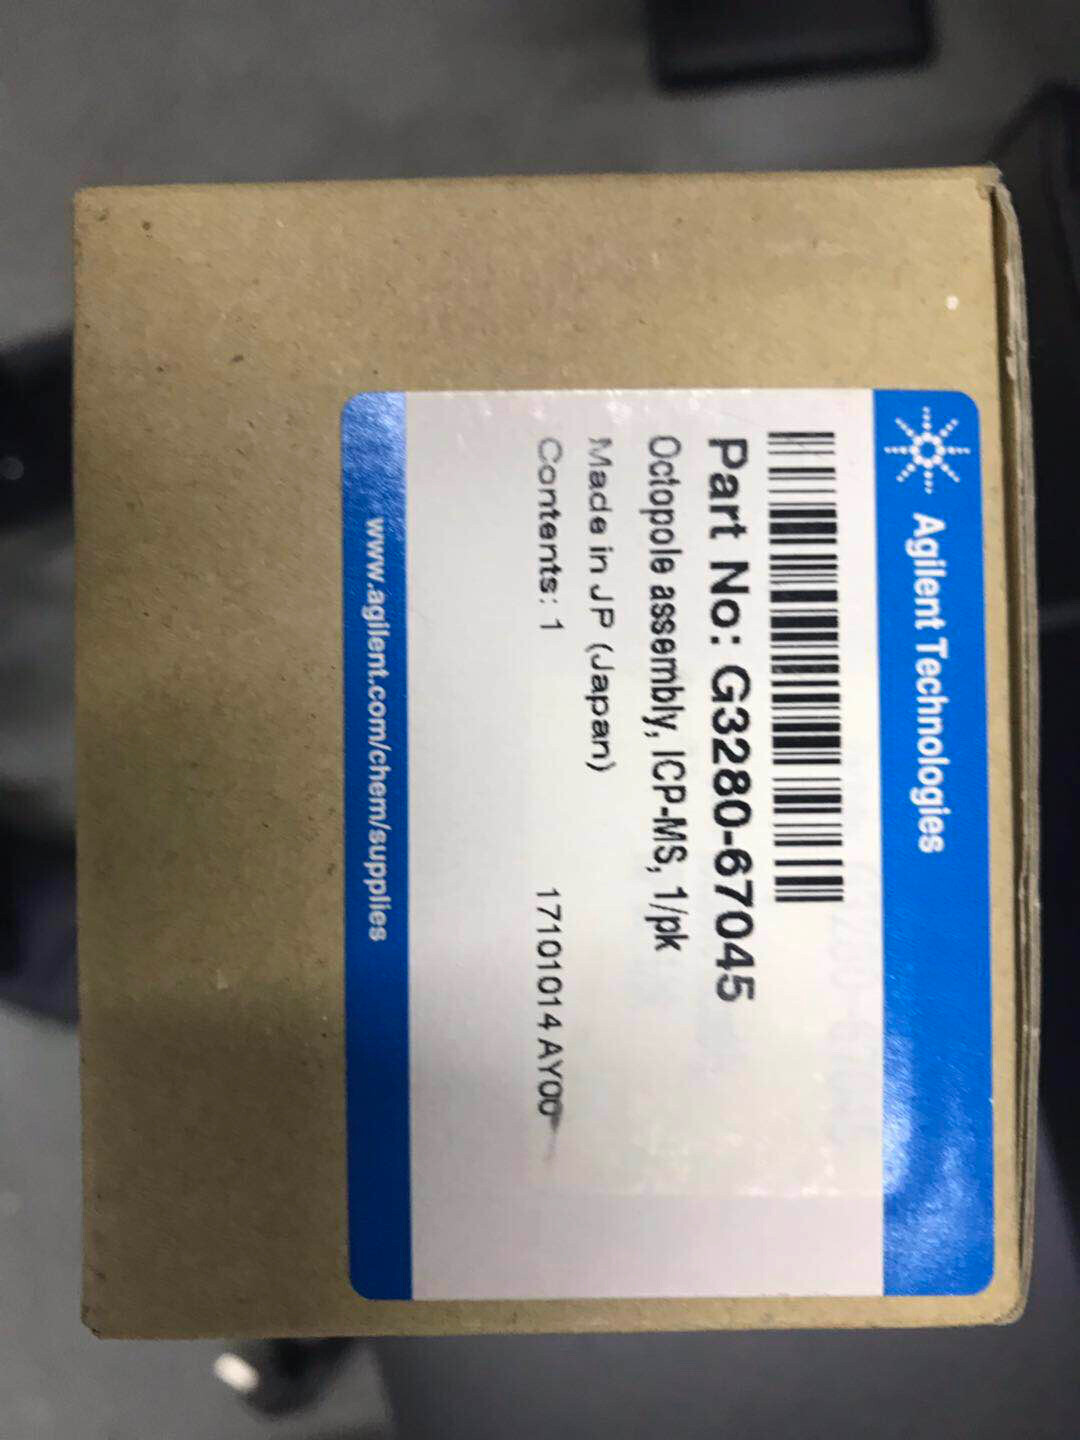 Agilent Technologies
Part No: G3280-67045
Octopole assembly, ICP-MS, 1/pk
Made in JP (Japan)
Contents: 1 17101014 AY00
www.agilent.com/chem/supplies